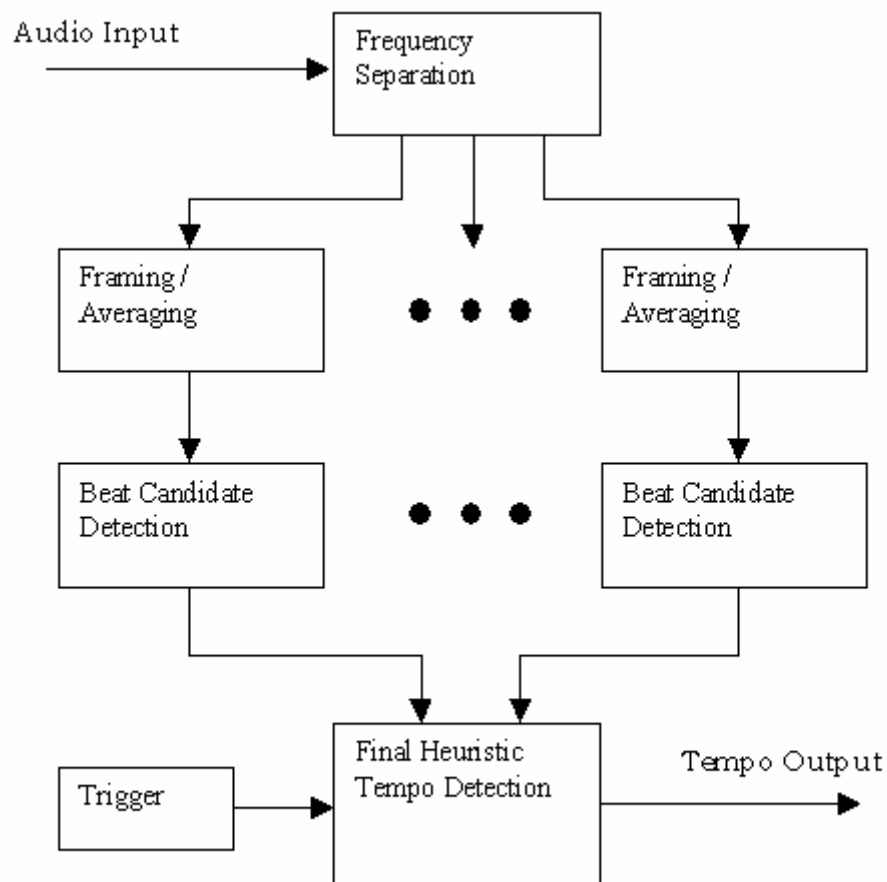 Audio Input
Frequency
Separation
Framing /
Averaging
Framing /
Averaging
Beat Candidate
Detection
Beat Candidate
Detection
Final Heuristic
Tempo Detection
Trigger
Tempo Output